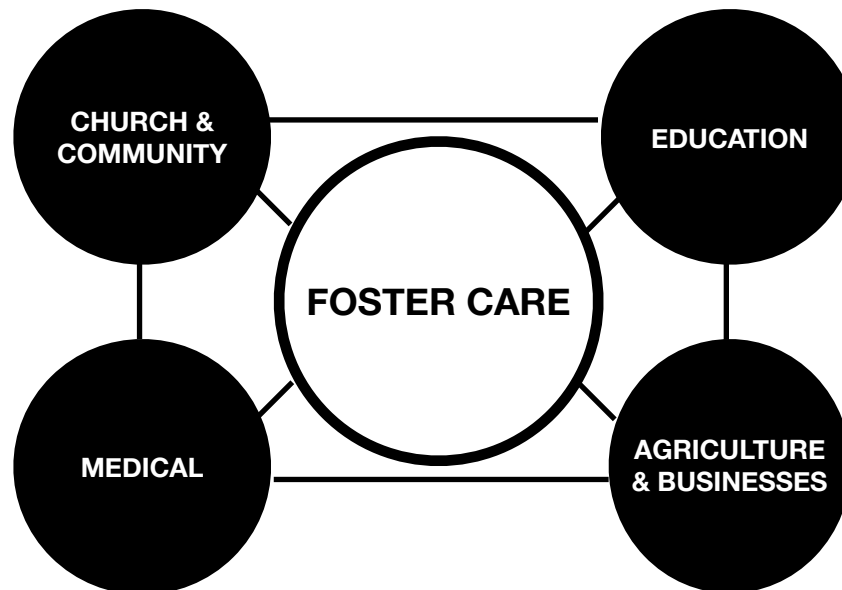 CHURCH &
COMMUNITY
EDUCATION
FOSTER CARE
MEDICAL
AGRICULTURE
& BUSINESSES